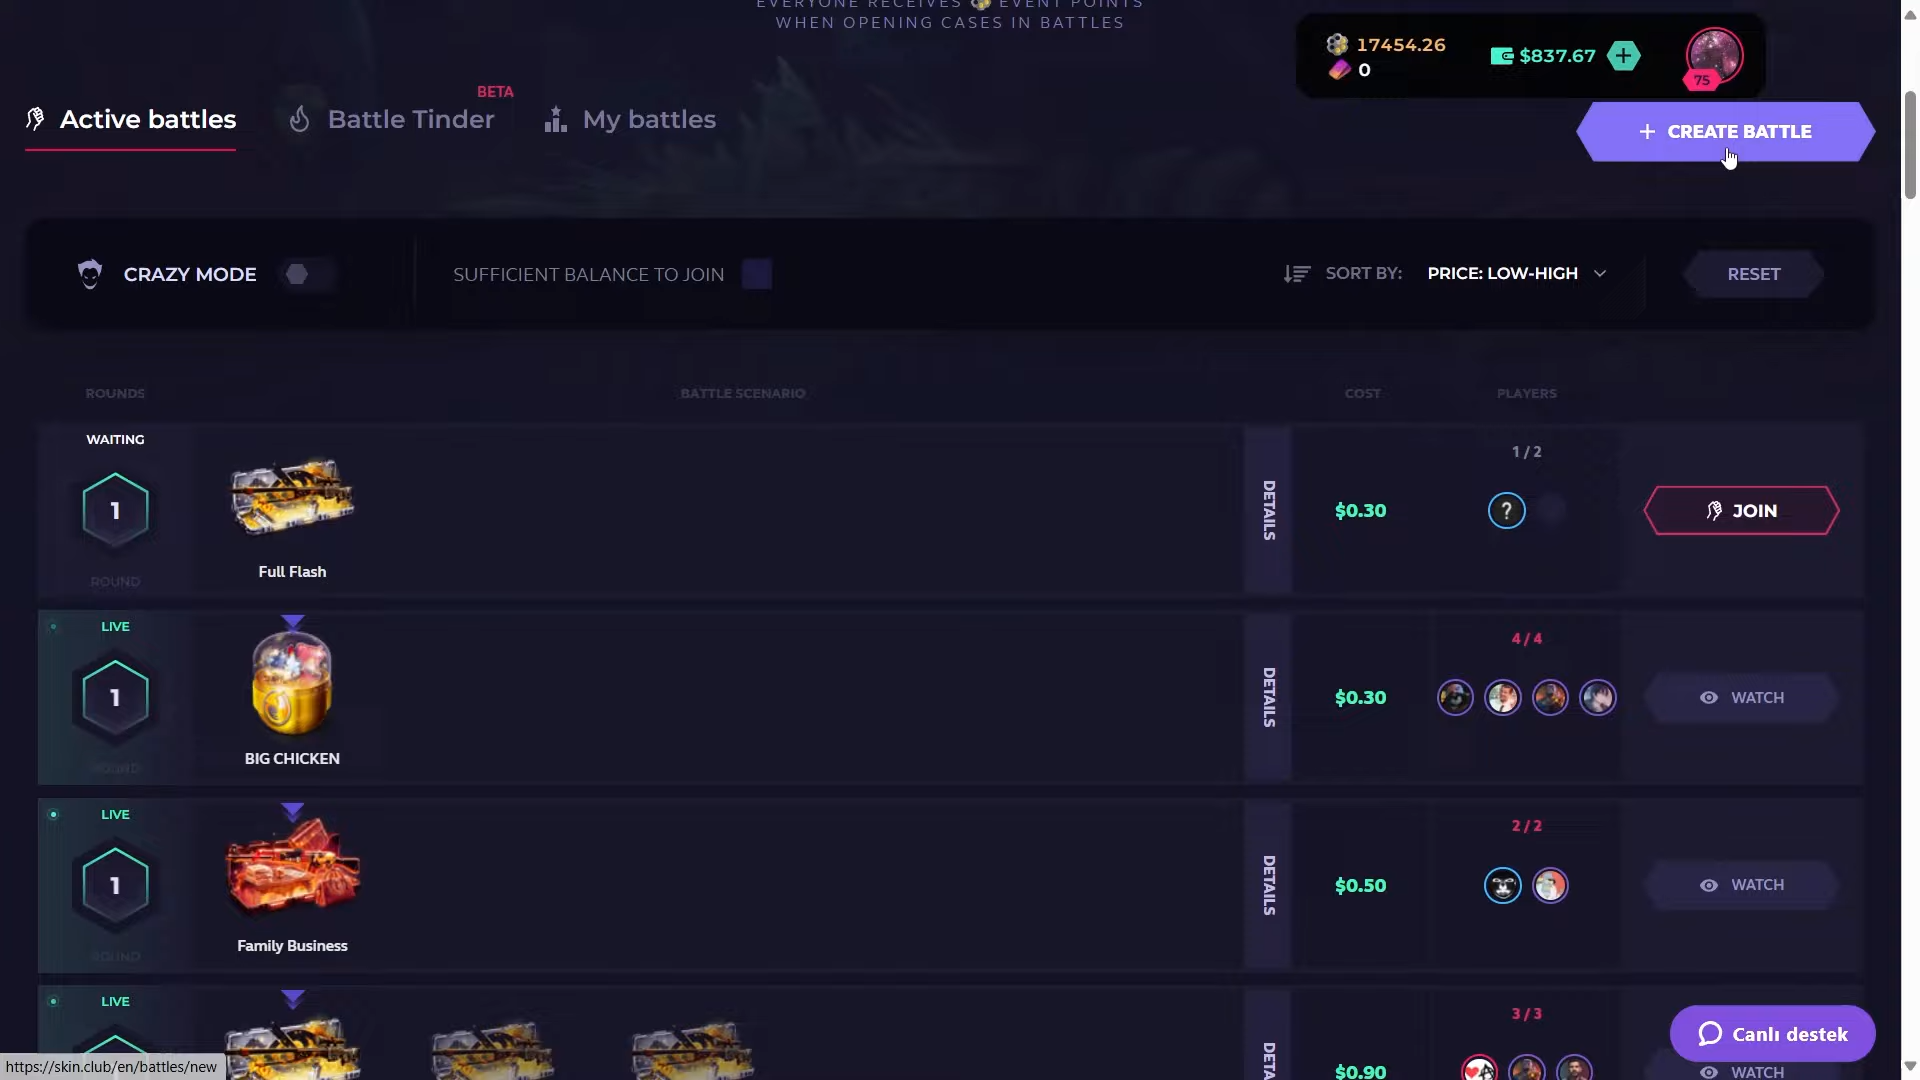 EVERYONE RECEIVES EVENT POINTS
WHEN OPENING CASES IN BATTLES
17454.26
0
$837.67
75
Active battles
Battle Tinder
BETA
My battles
+ CREATE BATTLE
CRAZY MODE
SUFFICIENT BALANCE TO JOIN
SORT BY:
PRICE: LOW-HIGH
RESET
ROUNDS
BATTLE SCENARIO
COST
PLAYERS
WAITING
1
ROUND
Full Flash
DETAILS
$0.30
1 / 2
?
JOIN
LIVE
1
ROUND
BIG CHICKEN
DETAILS
$0.30
4 / 4
WATCH
LIVE
1
ROUND
Family Business
DETAILS
$0.50
2 / 2
WATCH
LIVE
DETAILS
$0.90
3 / 3
WATCH
Canlı destek
https://skin.club/en/battles/new